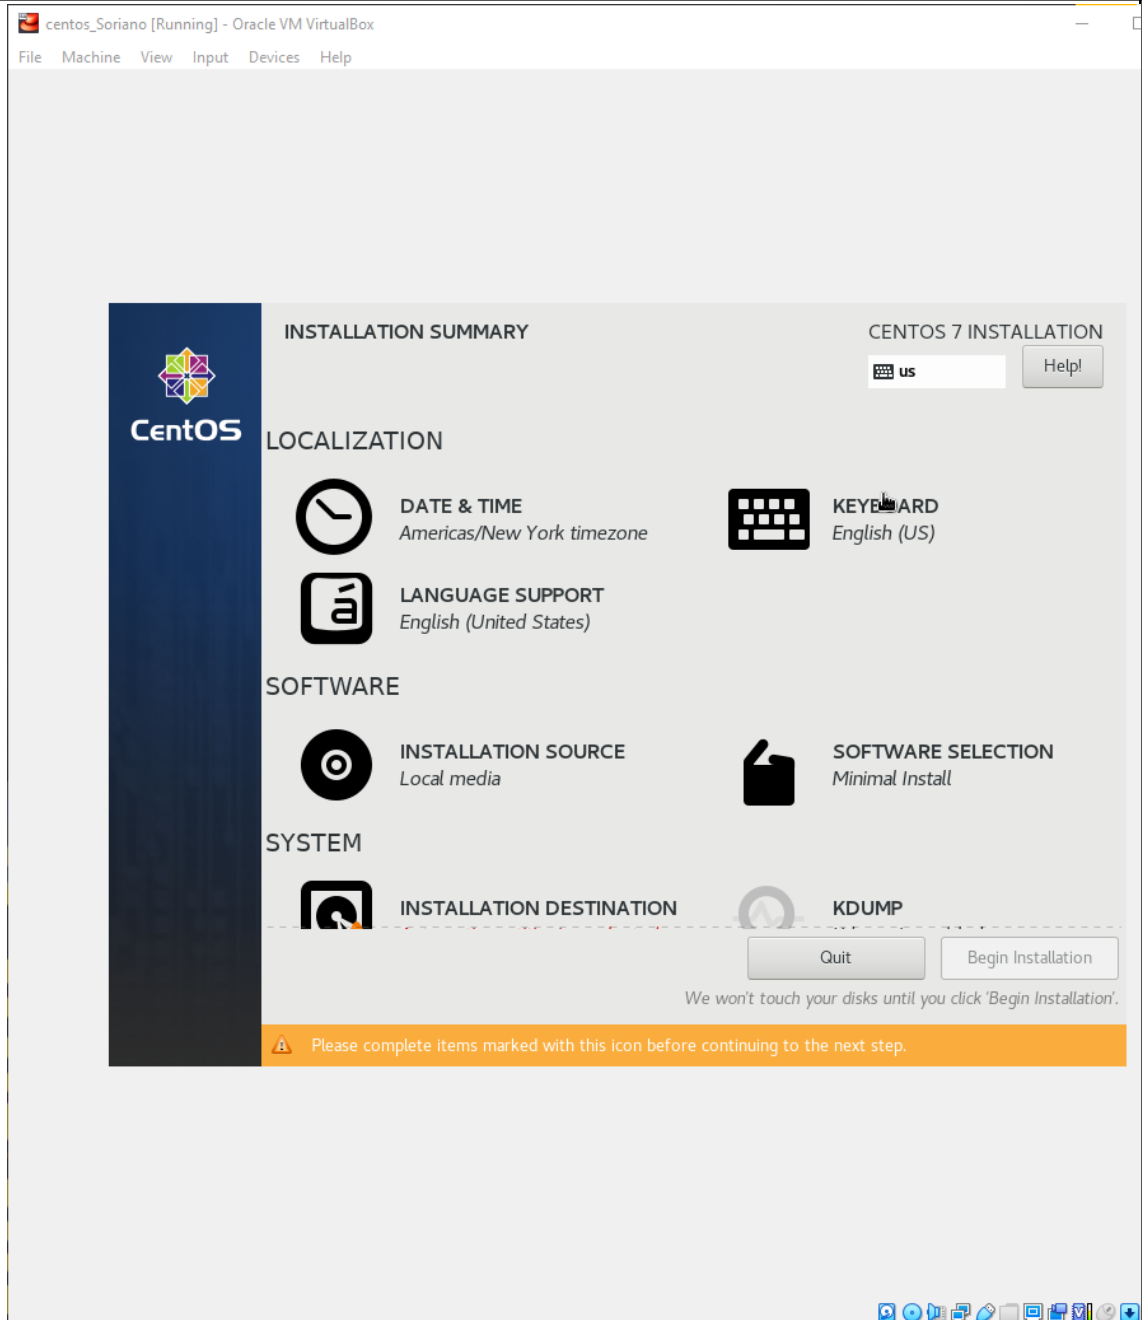 centos_Soriano [Running] - Oracle VM VirtualBox
File Machine View Input Devices Help
INSTALLATION SUMMARY
CENTOS 7 INSTALLATION
us
Help!
CentOS
LOCALIZATION
DATE & TIME
Americas/New York timezone
KEYBOARD
English (US)
á
LANGUAGE SUPPORT
English (United States)
SOFTWARE
INSTALLATION SOURCE
Local media
SOFTWARE SELECTION
Minimal Install
SYSTEM
INSTALLATION DESTINATION
KDUMP
Quit
Begin Installation
We won't touch your disks until you click 'Begin Installation'.
Please complete items marked with this icon before continuing to the next step.